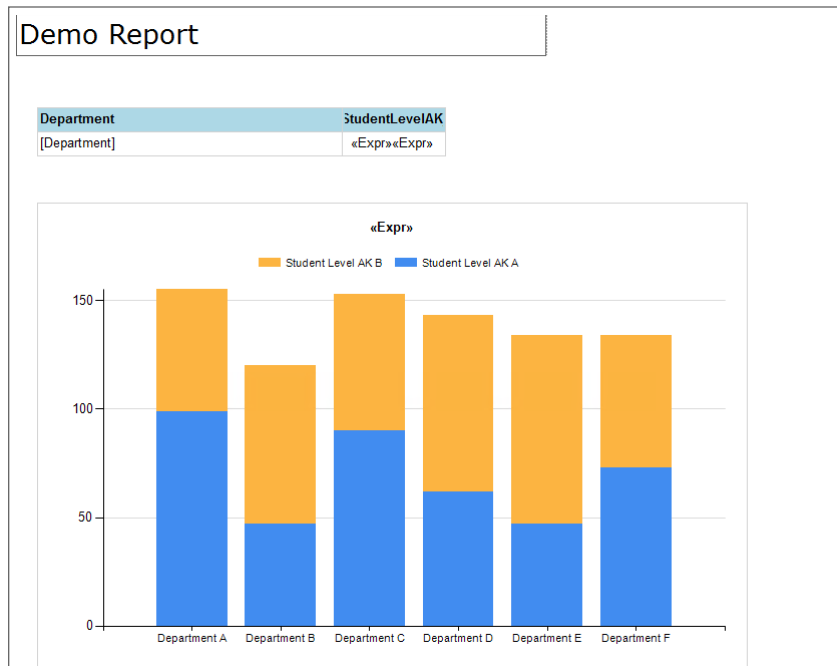 Demo Report
Department StudentLevelAK
[Department] «Expr»«Expr»
«Expr»
Student Level AK B Student Level AK A
150
100
50
0
Department A Department B Department C Department D Department E Department F